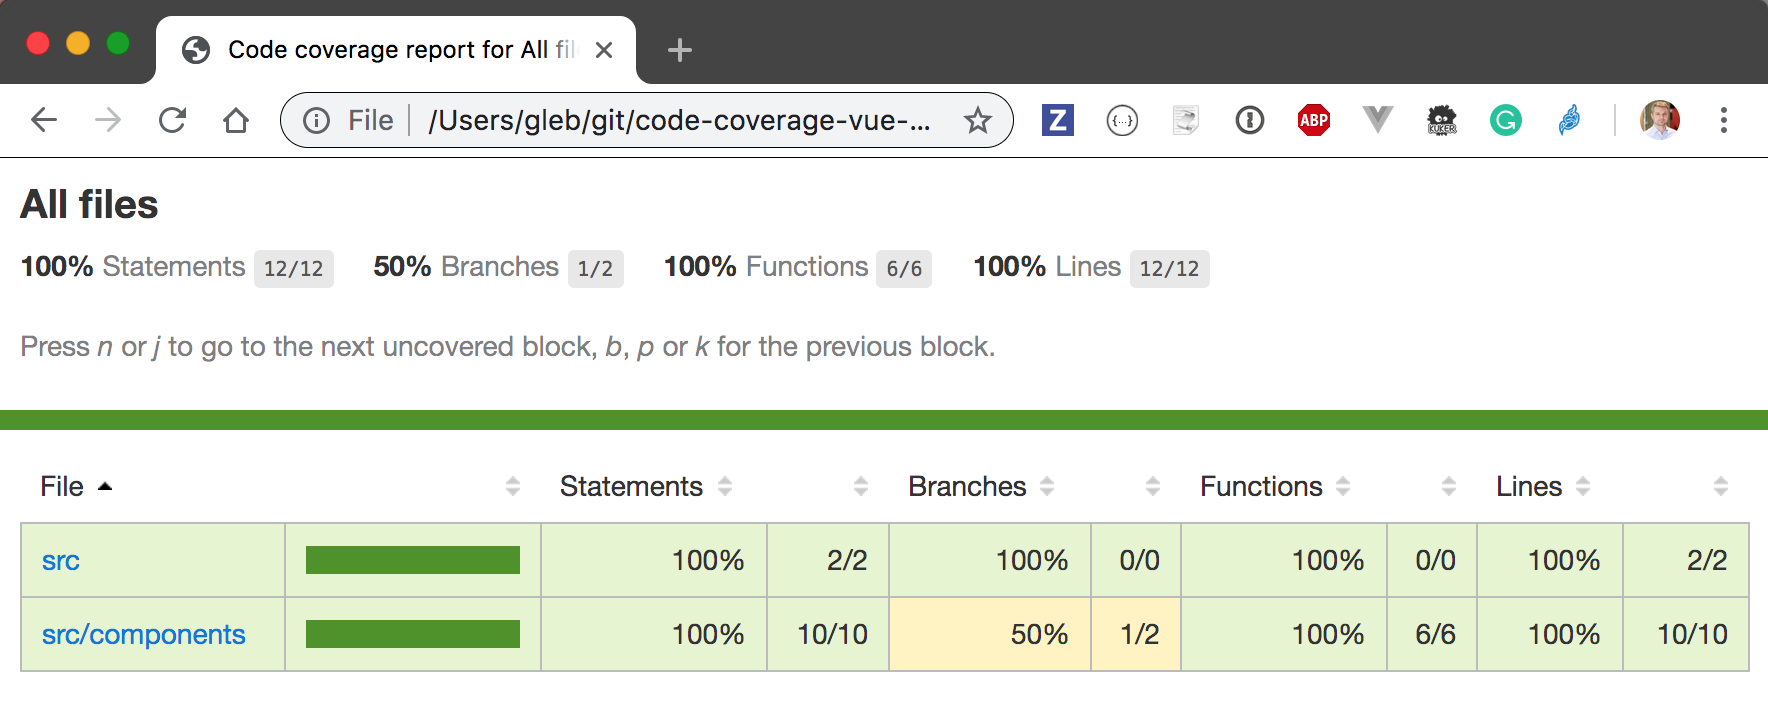 Code coverage report for All fil
File /Users/gleb/git/code-coverage-vue-...
Z {...} ABP KUKER G
All files
100% Statements 12/12 50% Branches 1/2 100% Functions 6/6 100% Lines 12/12
Press n or j to go to the next uncovered block, b, p or k for the previous block.
File Statements Branches Functions Lines
src 100% 2/2 100% 0/0 100% 0/0 100% 2/2
src/components 100% 10/10 50% 1/2 100% 6/6 100% 10/10